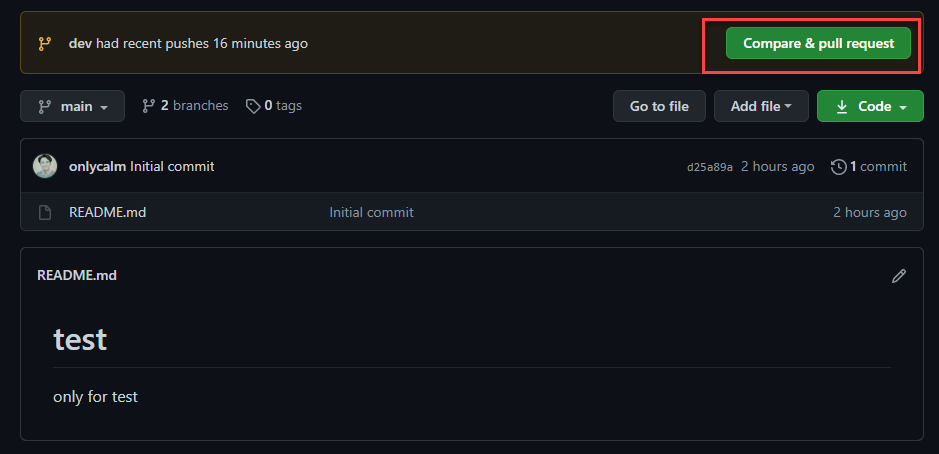 dev had recent pushes 16 minutes ago Compare & pull request
main 2 branches 0 tags Go to file Add file Code
onlycalm Initial commit d25a89a 2 hours ago 1 commit
README.md Initial commit 2 hours ago
README.md
test
only for test